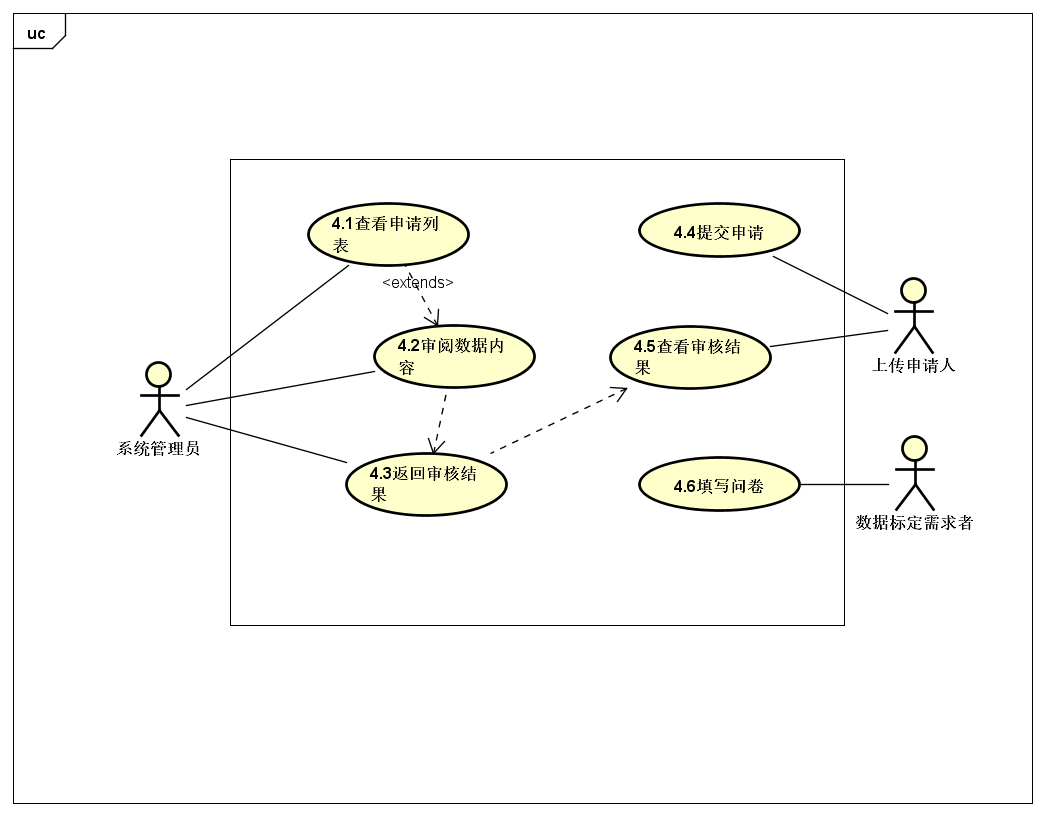 uc
4.1查看申请列
表
<extends>
4.2审阅数据内
容
4.3返回审核结
果
系统管理员
4.4提交申请
4.5查看审核结
果
4.6填写问卷
上传申请人
数据标定需求者